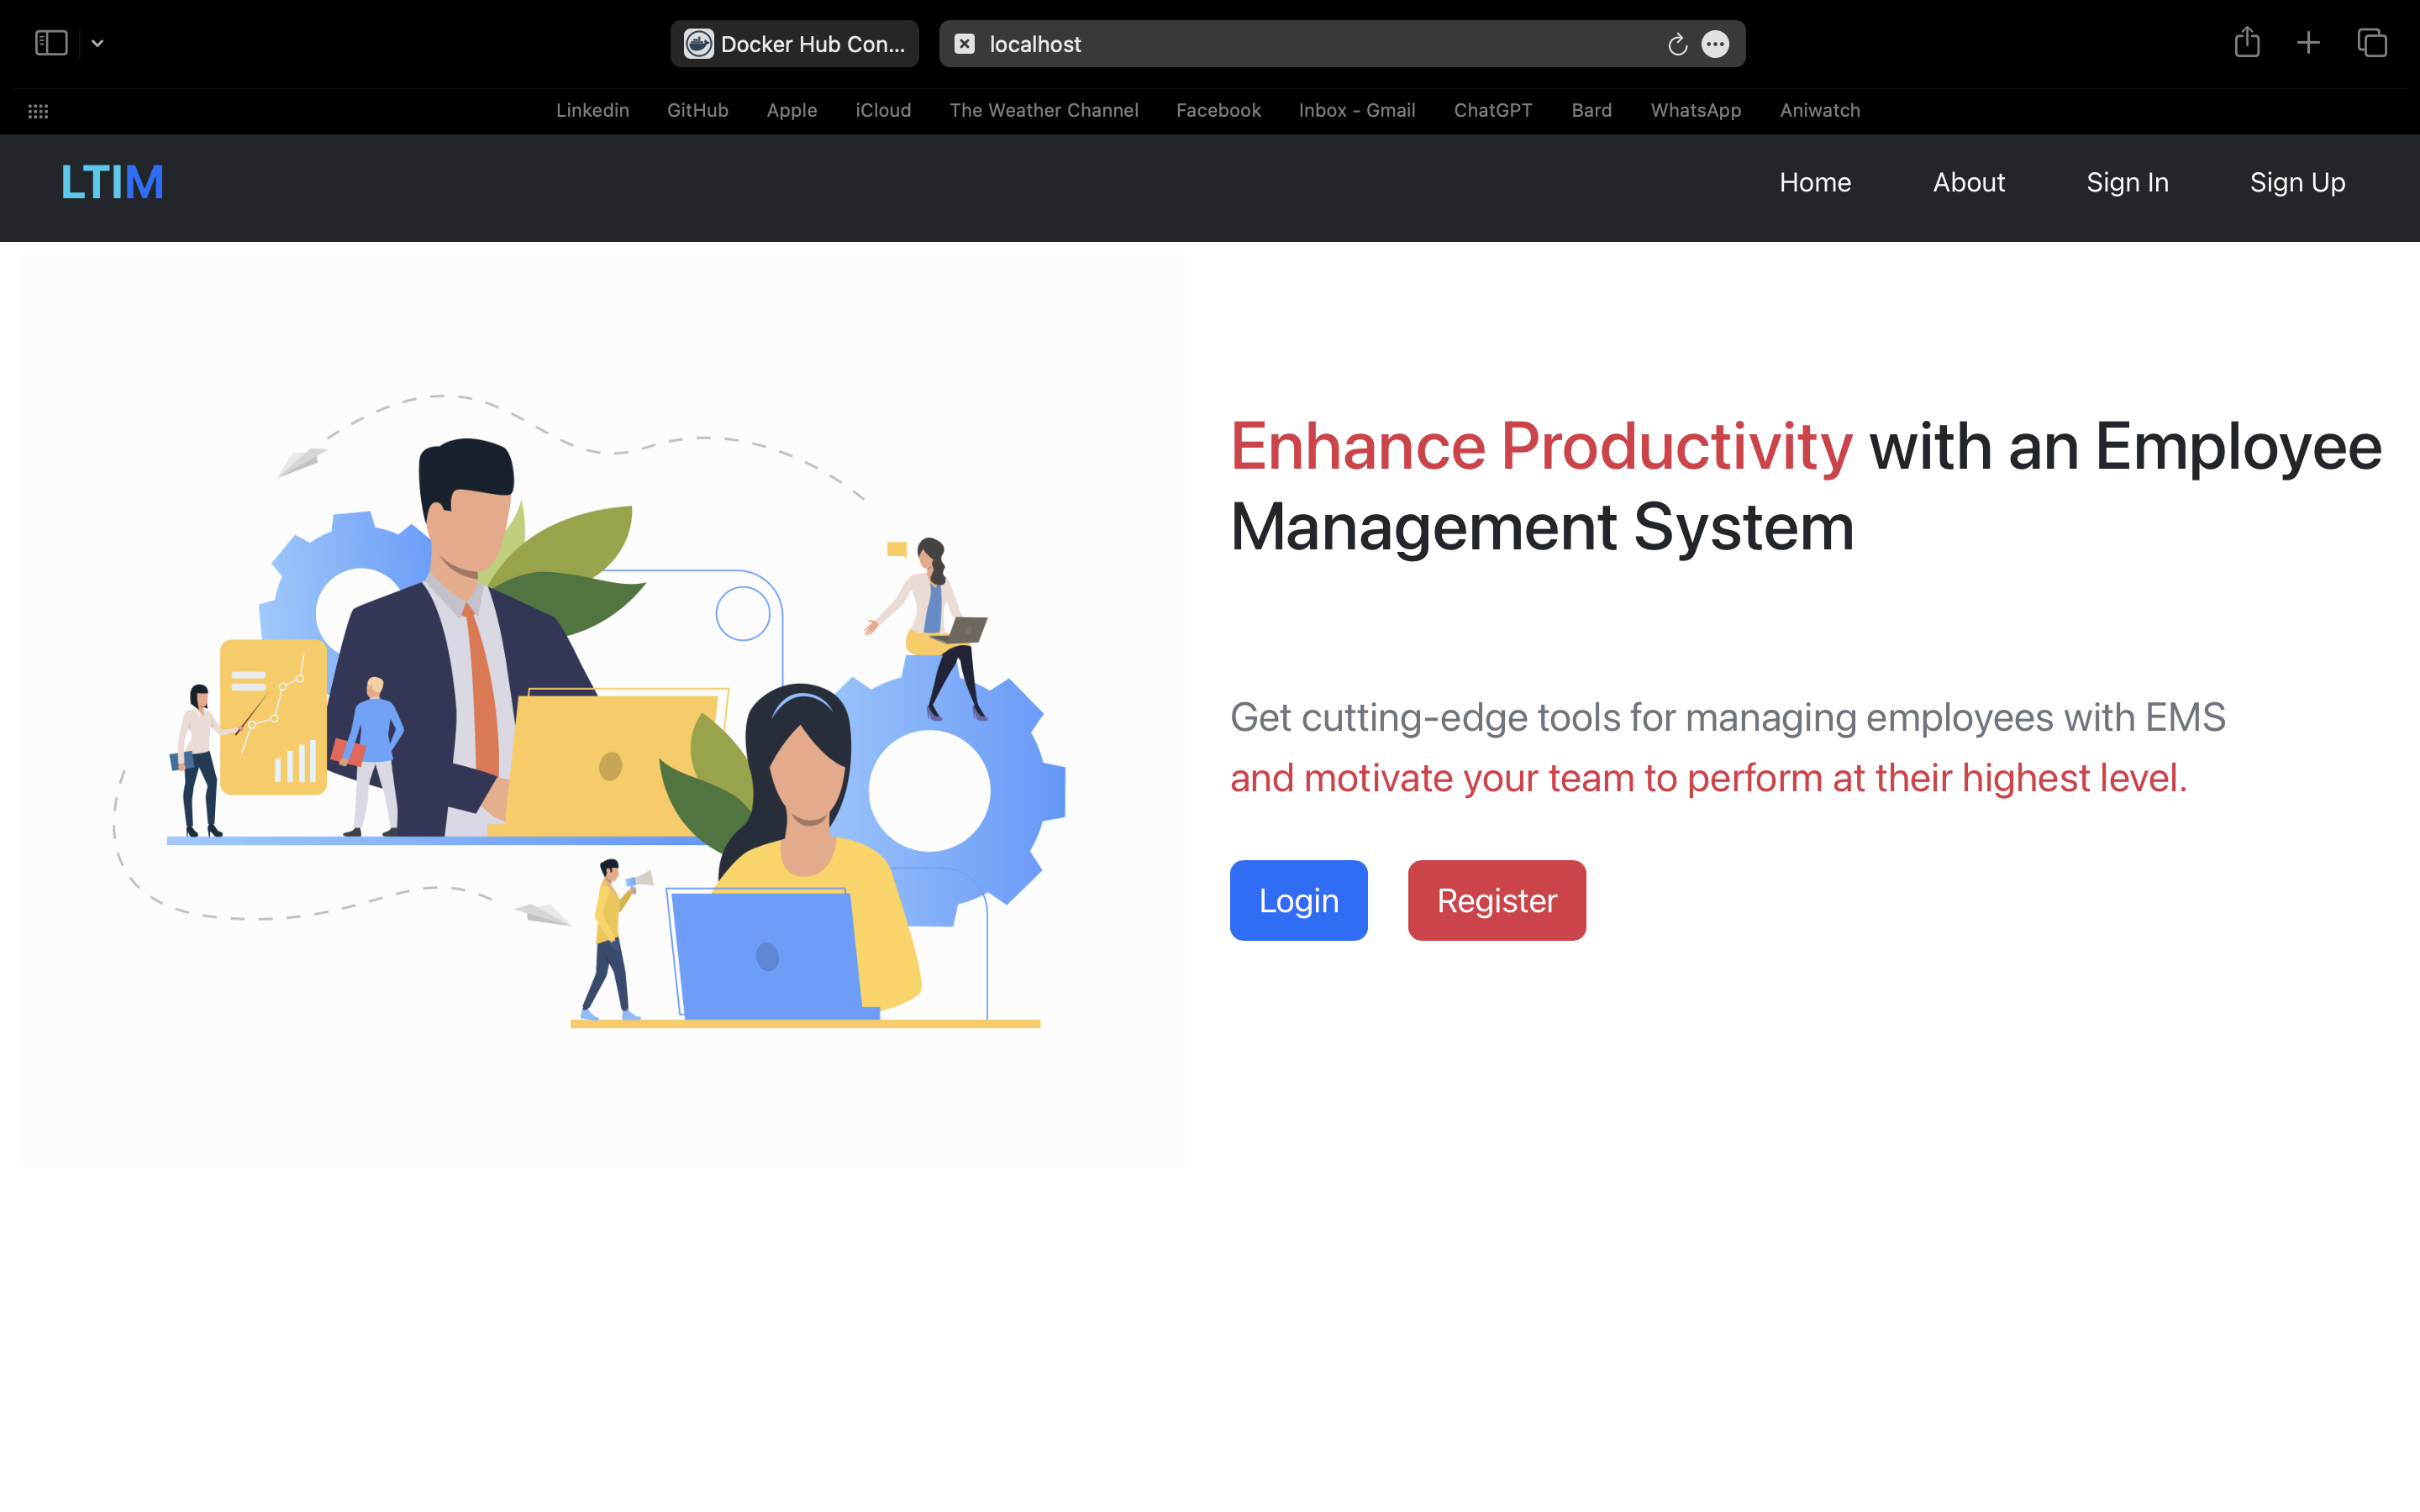 Docker Hub Con...
localhost
Linkedin GitHub Apple iCloud The Weather Channel Facebook Inbox - Gmail ChatGPT Bard WhatsApp Aniwatch
LTIM Home About Sign In Sign Up
Enhance Productivity with an Employee
Management System
Get cutting-edge tools for managing employees with EMS
and motivate your team to perform at their highest level.
Login Register